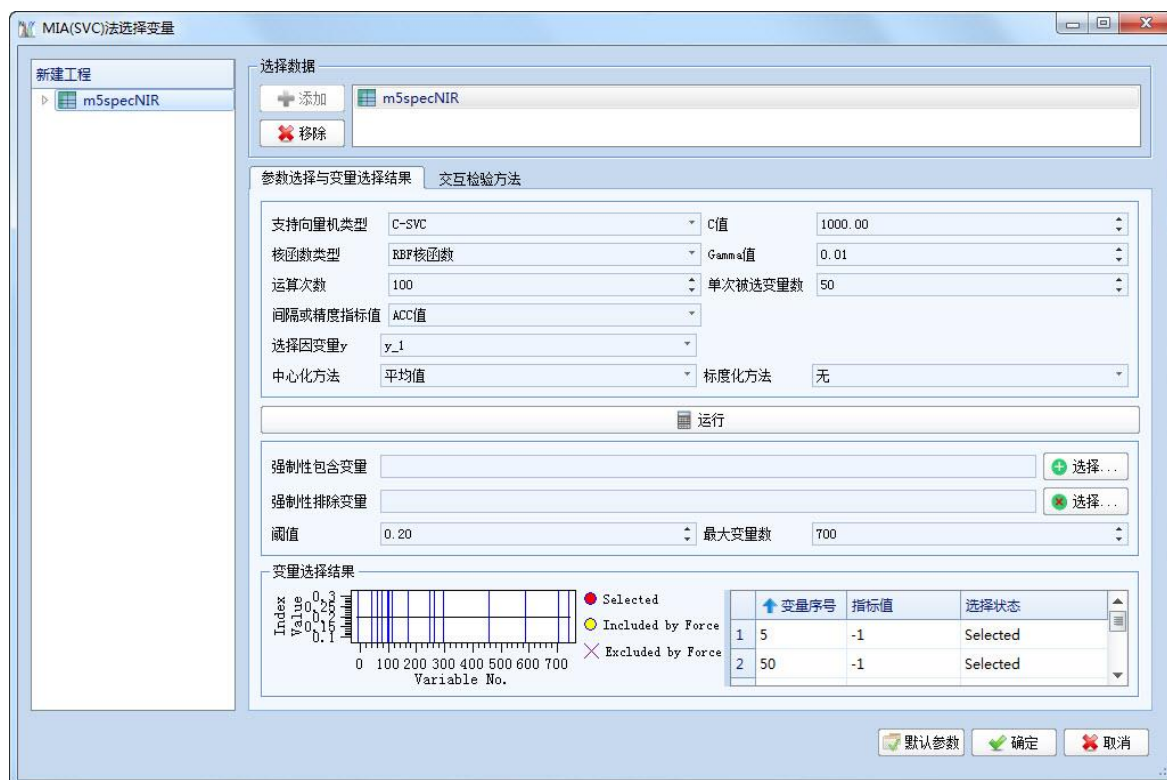 MIA(SVC)法选择变量
新建工程
m5specNIR
选择数据
添加
m5specNIR
移除
参数选择与变量选择结果 交互检验方法
支持向量机类型 C-SVC C值 1000.00
核函数类型 RBF核函数 Gamma值 0.01
运算次数 100 单次被选变量数 50
间隔或精度指标值 ACC值
选择因变量y y_1
中心化方法 平均值 标度化方法 无
运行
强制性包含变量 选择...
强制性排除变量 选择...
阈值 0.20 最大变量数 700
变量选择结果
Index
Value
0.3
0.25
0.2
0.15
0.1
0 100 200 300 400 500 600 700
Variable No.
Selected
Included by Force
Excluded by Force
变量序号 指标值 选择状态
1 5 -1 Selected
2 50 -1 Selected
默认参数 确定 取消